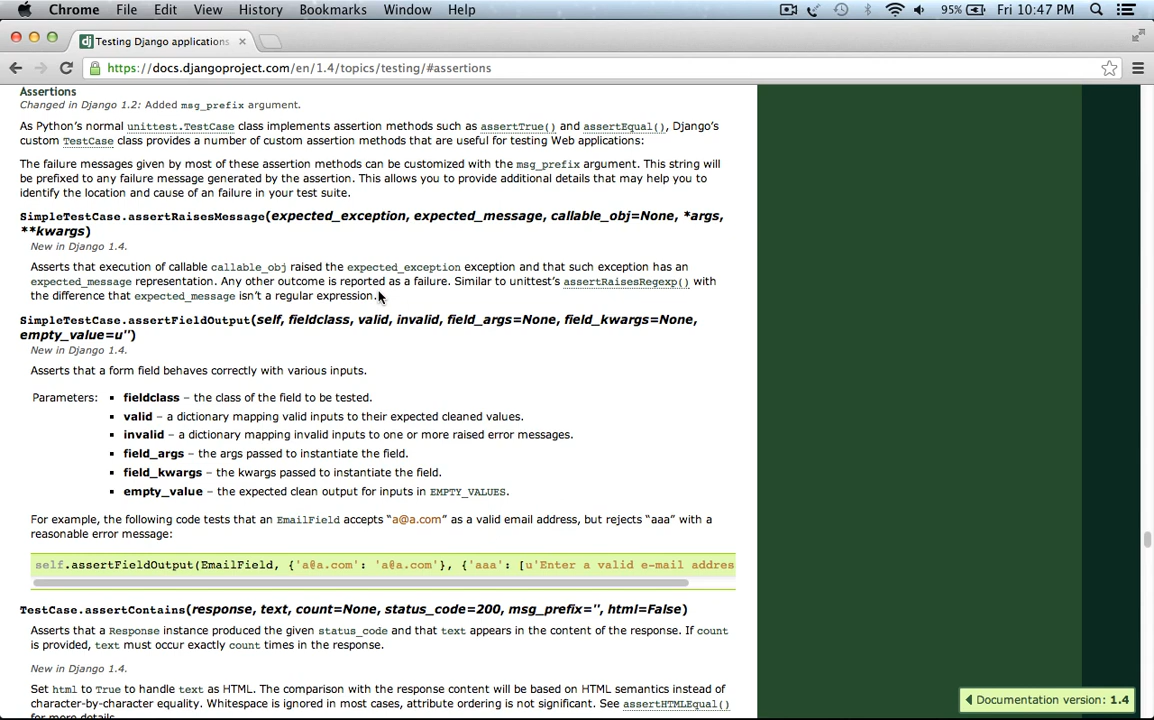 Chrome File Edit View History Bookmarks Window Help 95% Fri 10:47 PM
dj Testing Django applications
https://docs.djangoproject.com/en/1.4/topics/testing/#assertions
Assertions
Changed in Django 1.2: Added msg_prefix argument.
As Python's normal unittest.TestCase class implements assertion methods such as assertTrue() and assertEqual(), Django's
custom TestCase class provides a number of custom assertion methods that are useful for testing Web applications:
The failure messages given by most of these assertion methods can be customized with the msg_prefix argument. This string will
be prefixed to any failure message generated by the assertion. This allows you to provide additional details that may help you to
identify the location and cause of an failure in your test suite.
SimpleTestCase.assertRaisesMessage(expected_exception, expected_message, callable_obj=None, *args,
**kwargs)
New in Django 1.4.
Asserts that execution of callable callable_obj raised the expected_exception exception and that such exception has an
expected_message representation. Any other outcome is reported as a failure. Similar to unittest's assertRaisesRegexp() with
the difference that expected_message isn't a regular expression.
SimpleTestCase.assertFieldOutput(self, fieldclass, valid, invalid, field_args=None, field_kwargs=None,
empty_value=u'')
New in Django 1.4.
Asserts that a form field behaves correctly with various inputs.
Parameters: ▪ fieldclass – the class of the field to be tested.
▪ valid – a dictionary mapping valid inputs to their expected cleaned values.
▪ invalid – a dictionary mapping invalid inputs to one or more raised error messages.
▪ field_args – the args passed to instantiate the field.
▪ field_kwargs – the kwargs passed to instantiate the field.
▪ empty_value – the expected clean output for inputs in EMPTY_VALUES.
For example, the following code tests that an EmailField accepts "a@a.com" as a valid email address, but rejects "aaa" with a
reasonable error message:
self.assertFieldOutput(EmailField, {'a@a.com': 'a@a.com'}, {'aaa': [u'Enter a valid e-mail addres
TestCase.assertContains(response, text, count=None, status_code=200, msg_prefix='', html=False)
Asserts that a Response instance produced the given status_code and that text appears in the content of the response. If count
is provided, text must occur exactly count times in the response.
New in Django 1.4.
Set html to True to handle text as HTML. The comparison with the response content will be based on HTML semantics instead of
character-by-character equality. Whitespace is ignored in most cases, attribute ordering is not significant. See assertHTMLEqual()
for more details.
Documentation version: 1.4